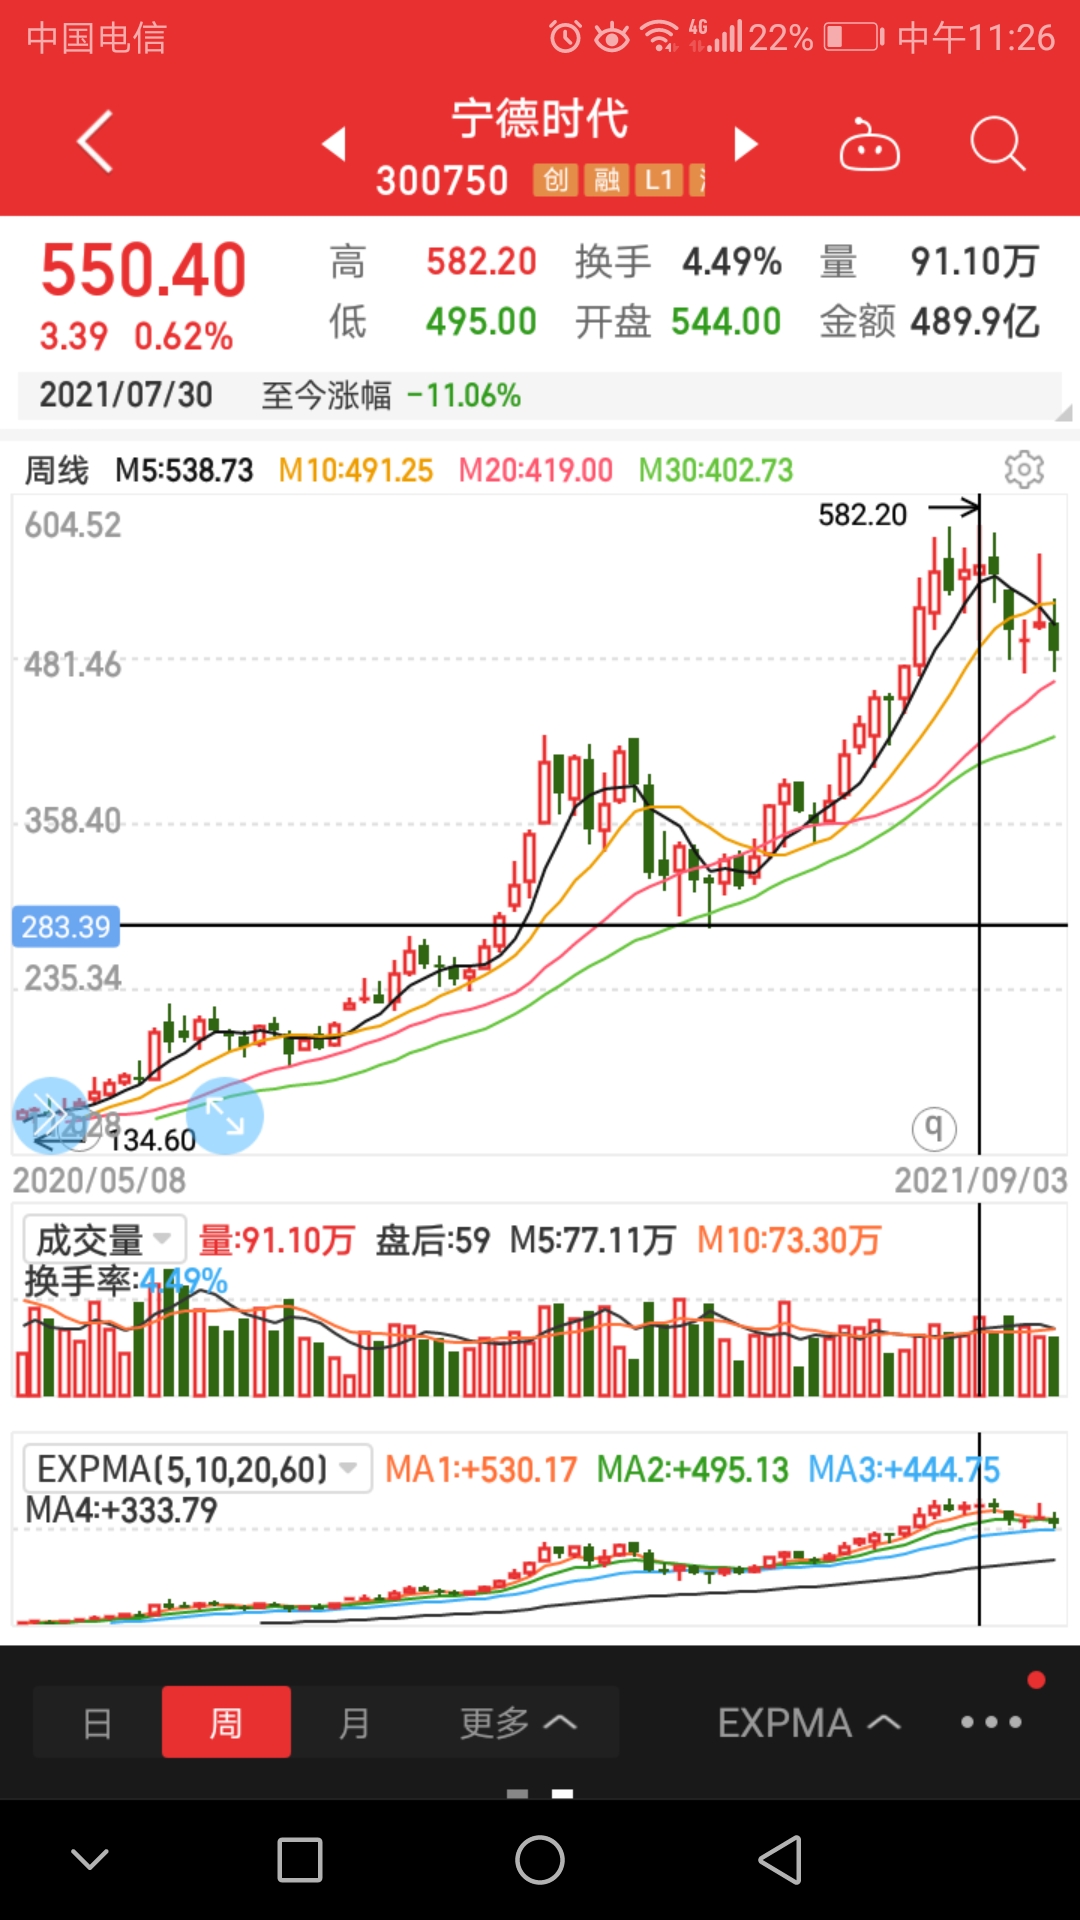 中国电信 4G 22% 中午11:26
宁德时代
300750 创 融 L1
550.40 高 582.20 换手 4.49% 量 91.10万
3.39 0.62% 低 495.00 开盘 544.00 金额 489.9亿
2021/07/30 至今涨幅 -11.06%
周线 M5:538.73 M10:491.25 M20:419.00 M30:402.73
604.52
582.20
481.46
358.40
283.39
235.34
134.60
q
2020/05/08 2021/09/03
成交量 量:91.10万 盘后:59 M5:77.11万 M10:73.30万
换手率:4.49%
EXPMA(5,10,20,60) MA1:+530.17 MA2:+495.13 MA3:+444.75
MA4:+333.79
日 周 月 更多 EXPMA